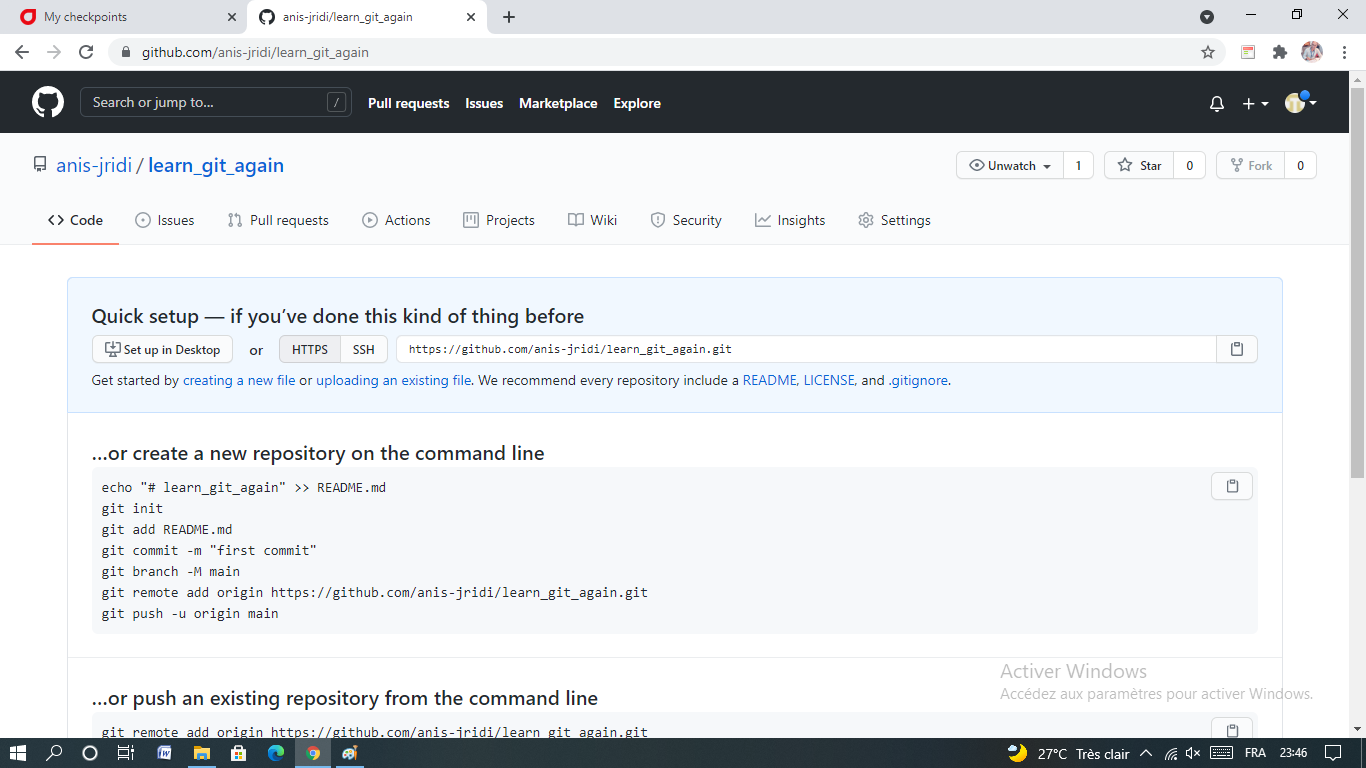 My checkpoints
anis-jridi/learn_git_again
github.com/anis-jridi/learn_git_again
Search or jump to...
/
Pull requests
Issues
Marketplace
Explore
anis-jridi / learn_git_again
Unwatch
1
Star
0
Fork
0
Code
Issues
Pull requests
Actions
Projects
Wiki
Security
Insights
Settings
Quick setup — if you’ve done this kind of thing before
Set up in Desktop
or
HTTPS
SSH
https://github.com/anis-jridi/learn_git_again.git
Get started by creating a new file or uploading an existing file. We recommend every repository include a README, LICENSE, and .gitignore.
…or create a new repository on the command line
echo "# learn_git_again" >> README.md
git init
git add README.md
git commit -m "first commit"
git branch -M main
git remote add origin https://github.com/anis-jridi/learn_git_again.git
git push -u origin main
Activer Windows
Accédez aux paramètres pour activer Windows.
…or push an existing repository from the command line
git remote add origin https://github.com/anis-jridi/learn_git_again.git
27°C Très clair
FRA
23:46